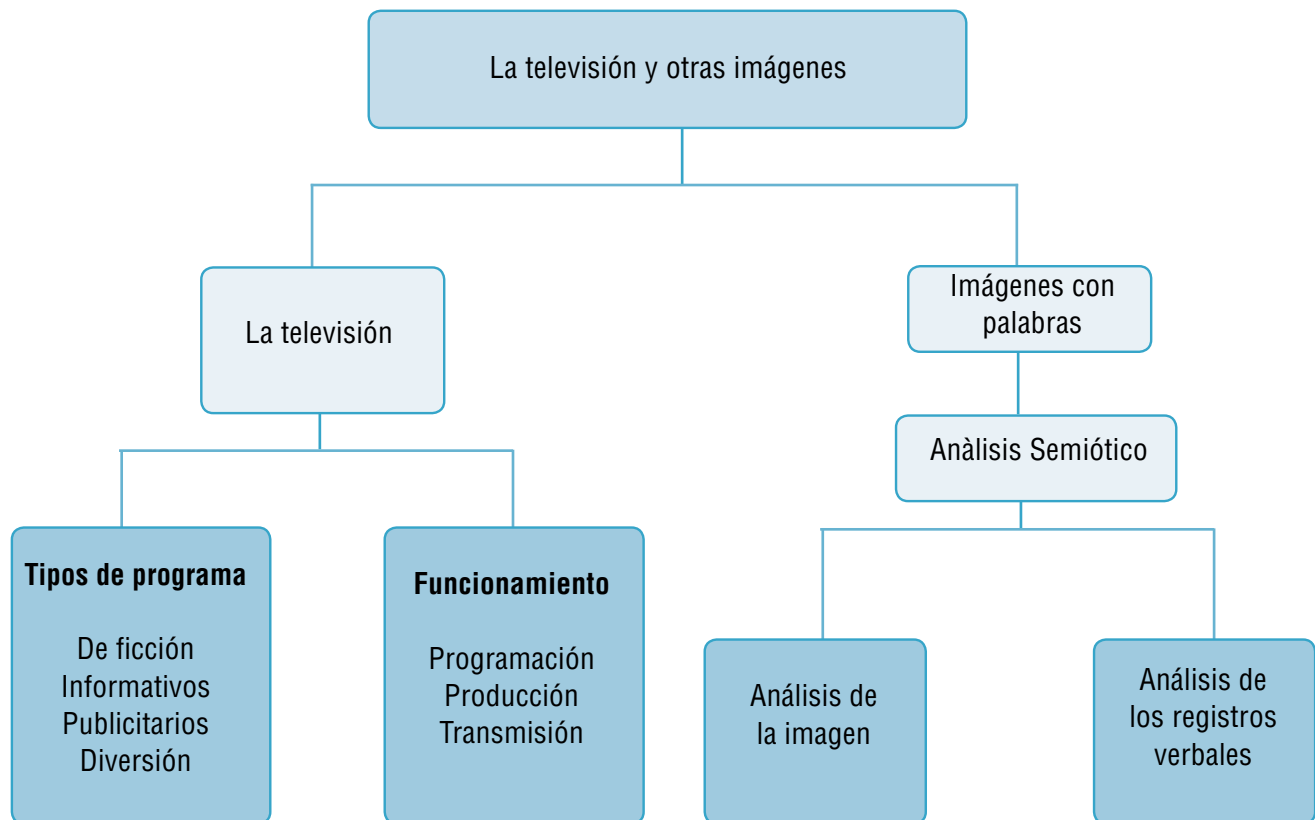 La televisión y otras imágenes
La televisión
Imágenes con
palabras
Anàlisis Semiótico
Tipos de programa
De ficción
Informativos
Publicitarios
Diversión
Funcionamiento
Programación
Producción
Transmisión
Análisis de
la imagen
Análisis de
los registros
verbales